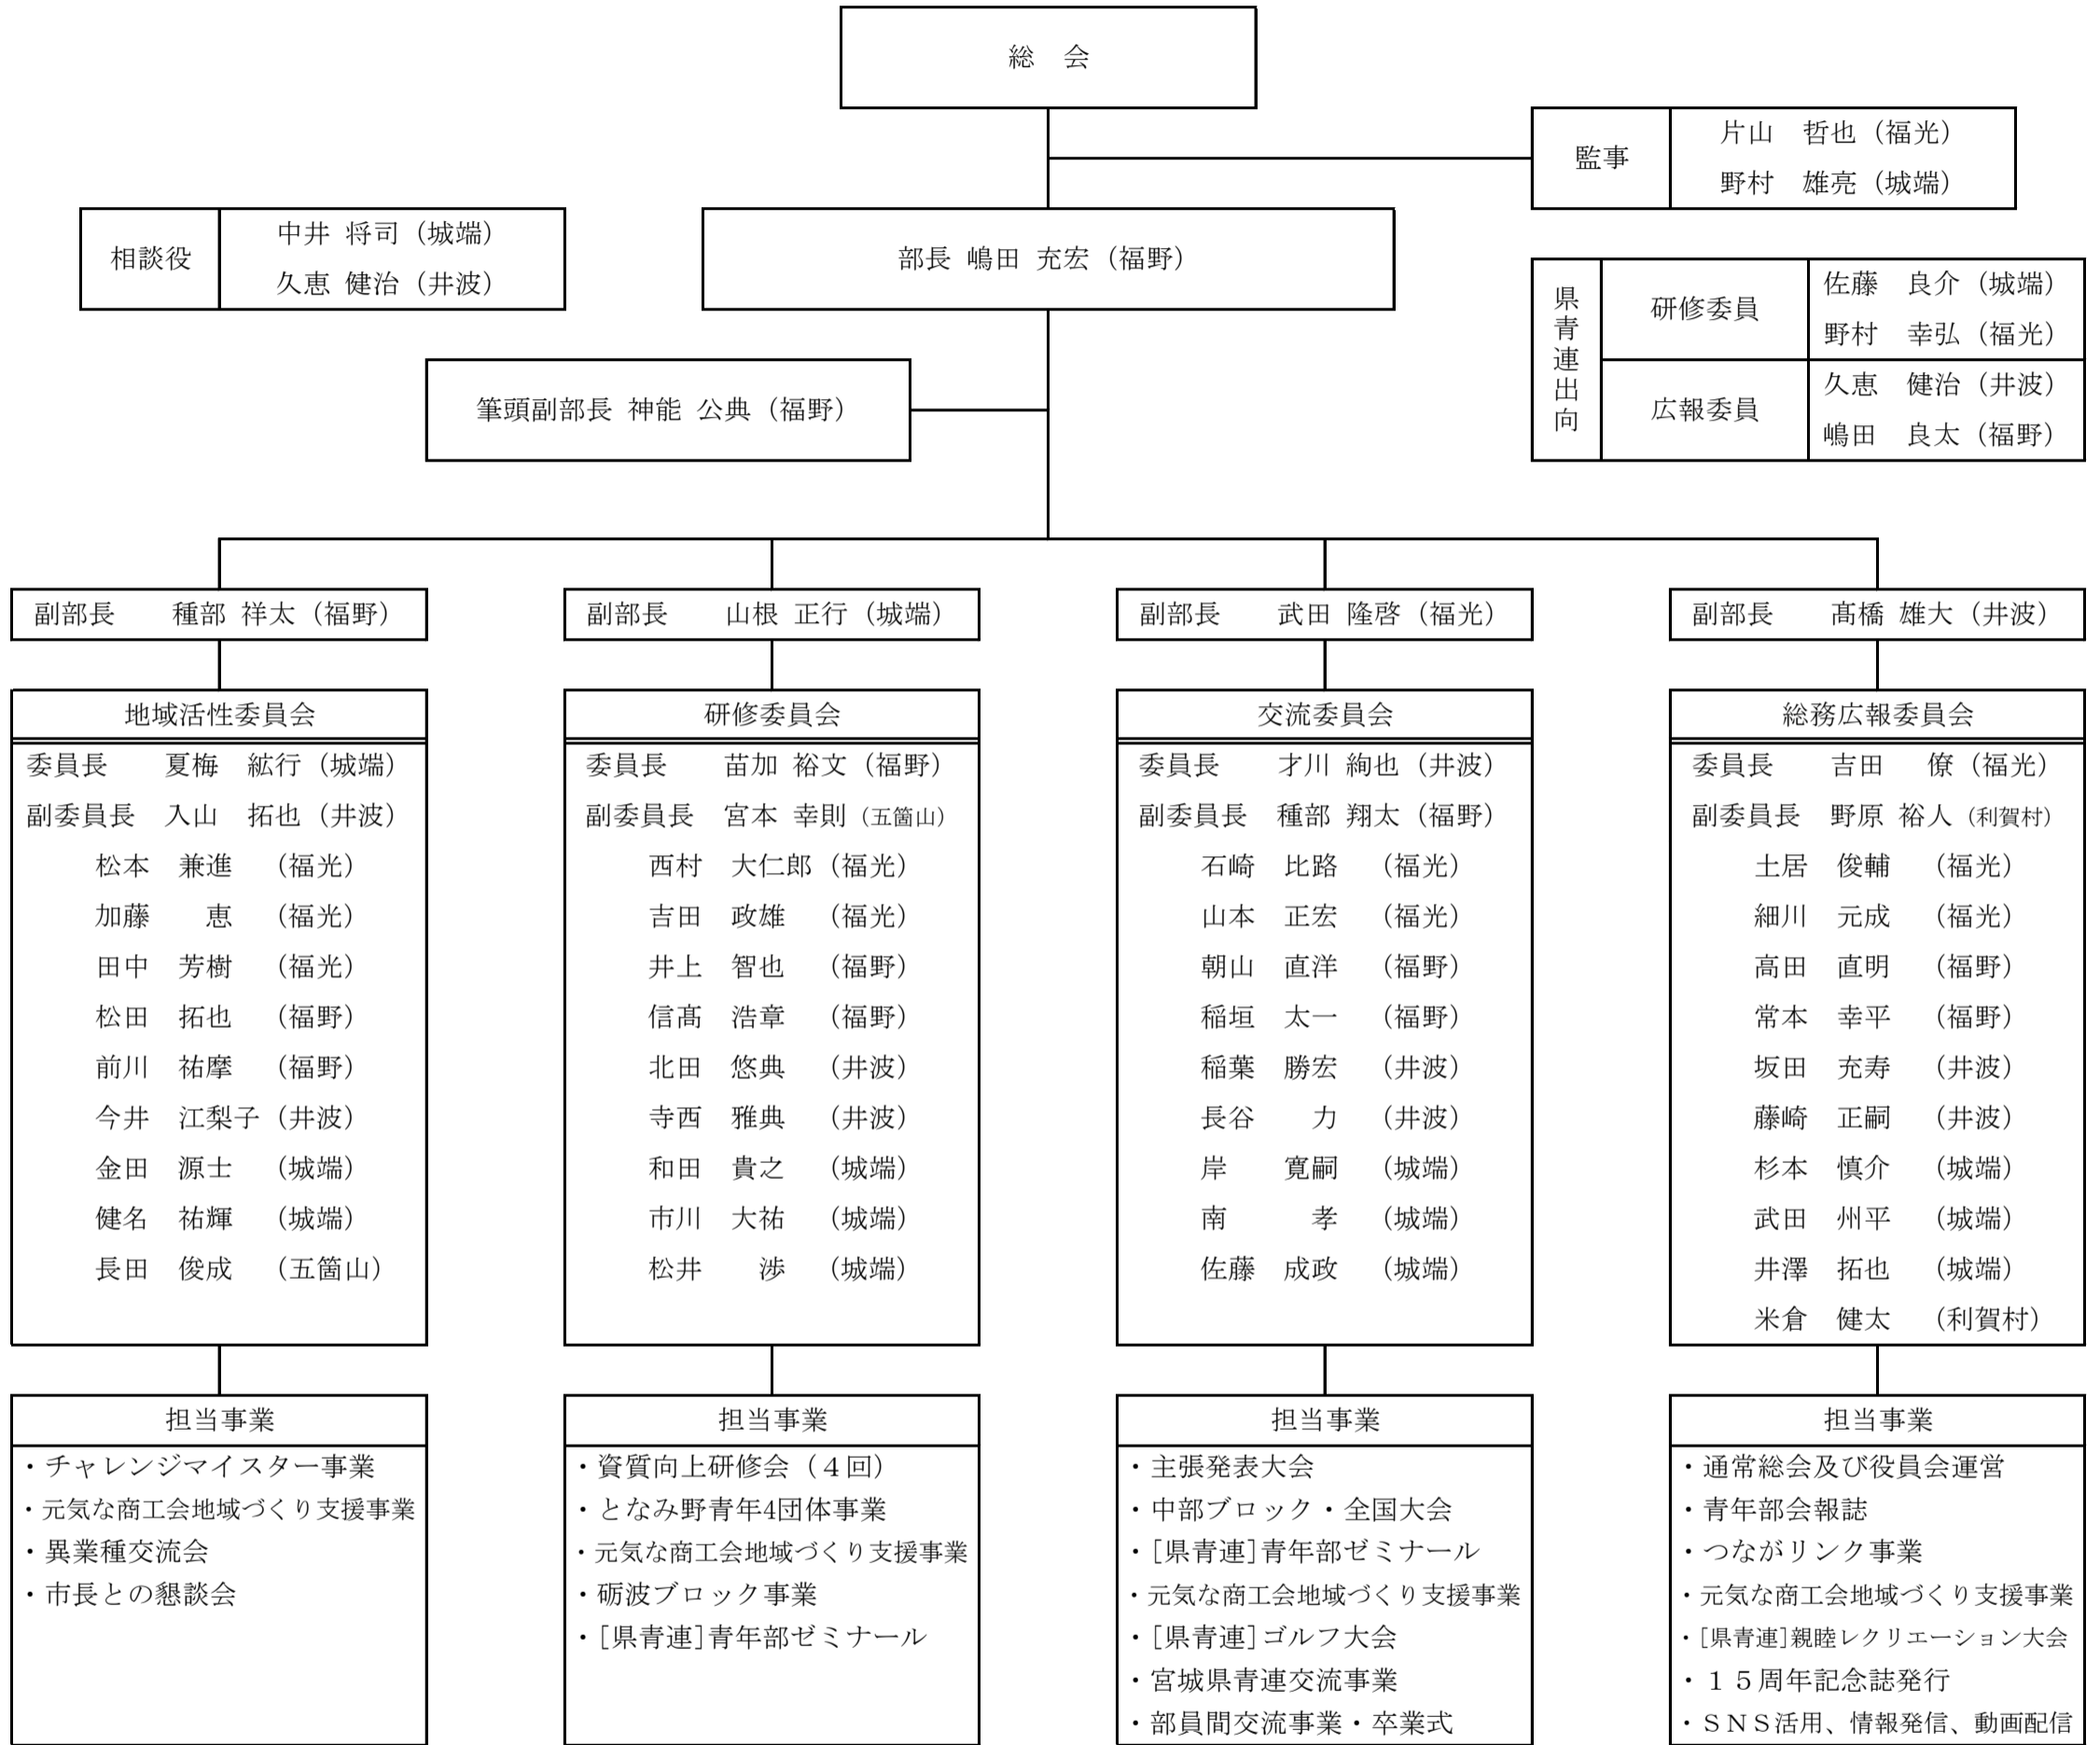 総　会
監事
片山　哲也（福光）
野村　雄亮（城端）
相談役
中井 将司（城端）
久恵 健治（井波）
部長 嶋田 充宏（福野）
県青連出向
研修委員
佐藤　良介（城端）
野村　幸弘（福光）
広報委員
久恵　健治（井波）
嶋田　良太（福野）
筆頭副部長 神能 公典（福野）
副部長　　種部 祥太（福野）
地域活性委員会
委員長　　夏梅　紘行（城端）
副委員長　入山　拓也（井波）
松本　兼進　（福光）
加藤　　恵　（福光）
田中　芳樹　（福光）
松田　拓也　（福野）
前川　祐摩　（福野）
今井　江梨子（井波）
金田　源士　（城端）
健名　祐輝　（城端）
長田　俊成　（五箇山）
担当事業
・チャレンジマイスター事業
・元気な商工会地域づくり支援事業
・異業種交流会
・市長との懇談会
副部長　　山根 正行（城端）
研修委員会
委員長　　苗加 裕文（福野）
副委員長　宮本 幸則（五箇山）
西村　大仁郎（福光）
吉田　政雄　（福光）
井上　智也　（福野）
信髙　浩章　（福野）
北田　悠典　（井波）
寺西　雅典　（井波）
和田　貴之　（城端）
市川　大祐　（城端）
松井　　渉　（城端）
担当事業
・資質向上研修会（４回）
・となみ野青年4団体事業
・元気な商工会地域づくり支援事業
・砺波ブロック事業
・[県青連]青年部ゼミナール
副部長　　武田 隆啓（福光）
交流委員会
委員長　　才川 絢也（井波）
副委員長　種部 翔太（福野）
石崎　比路　（福光）
山本　正宏　（福光）
朝山　直洋　（福野）
稲垣　太一　（福野）
稲葉　勝宏　（井波）
長谷　　力　（井波）
岸　　寛嗣　（城端）
南　　　孝　（城端）
佐藤　成政　（城端）
担当事業
・主張発表大会
・中部ブロック・全国大会
・[県青連]青年部ゼミナール
・元気な商工会地域づくり支援事業
・[県青連]ゴルフ大会
・宮城県青連交流事業
・部員間交流事業・卒業式
副部長　　髙橋 雄大（井波）
総務広報委員会
委員長　　吉田　　僚（福光）
副委員長　野原 裕人（利賀村）
土居　俊輔　（福光）
細川　元成　（福光）
高田　直明　（福野）
常本　幸平　（福野）
坂田　充寿　（井波）
藤崎　正嗣　（井波）
杉本　慎介　（城端）
武田　州平　（城端）
井澤　拓也　（城端）
米倉　健太　（利賀村）
担当事業
・通常総会及び役員会運営
・青年部会報誌
・つながリンク事業
・元気な商工会地域づくり支援事業
・[県青連]親睦レクリエーション大会
・１５周年記念誌発行
・ＳＮＳ活用、情報発信、動画配信